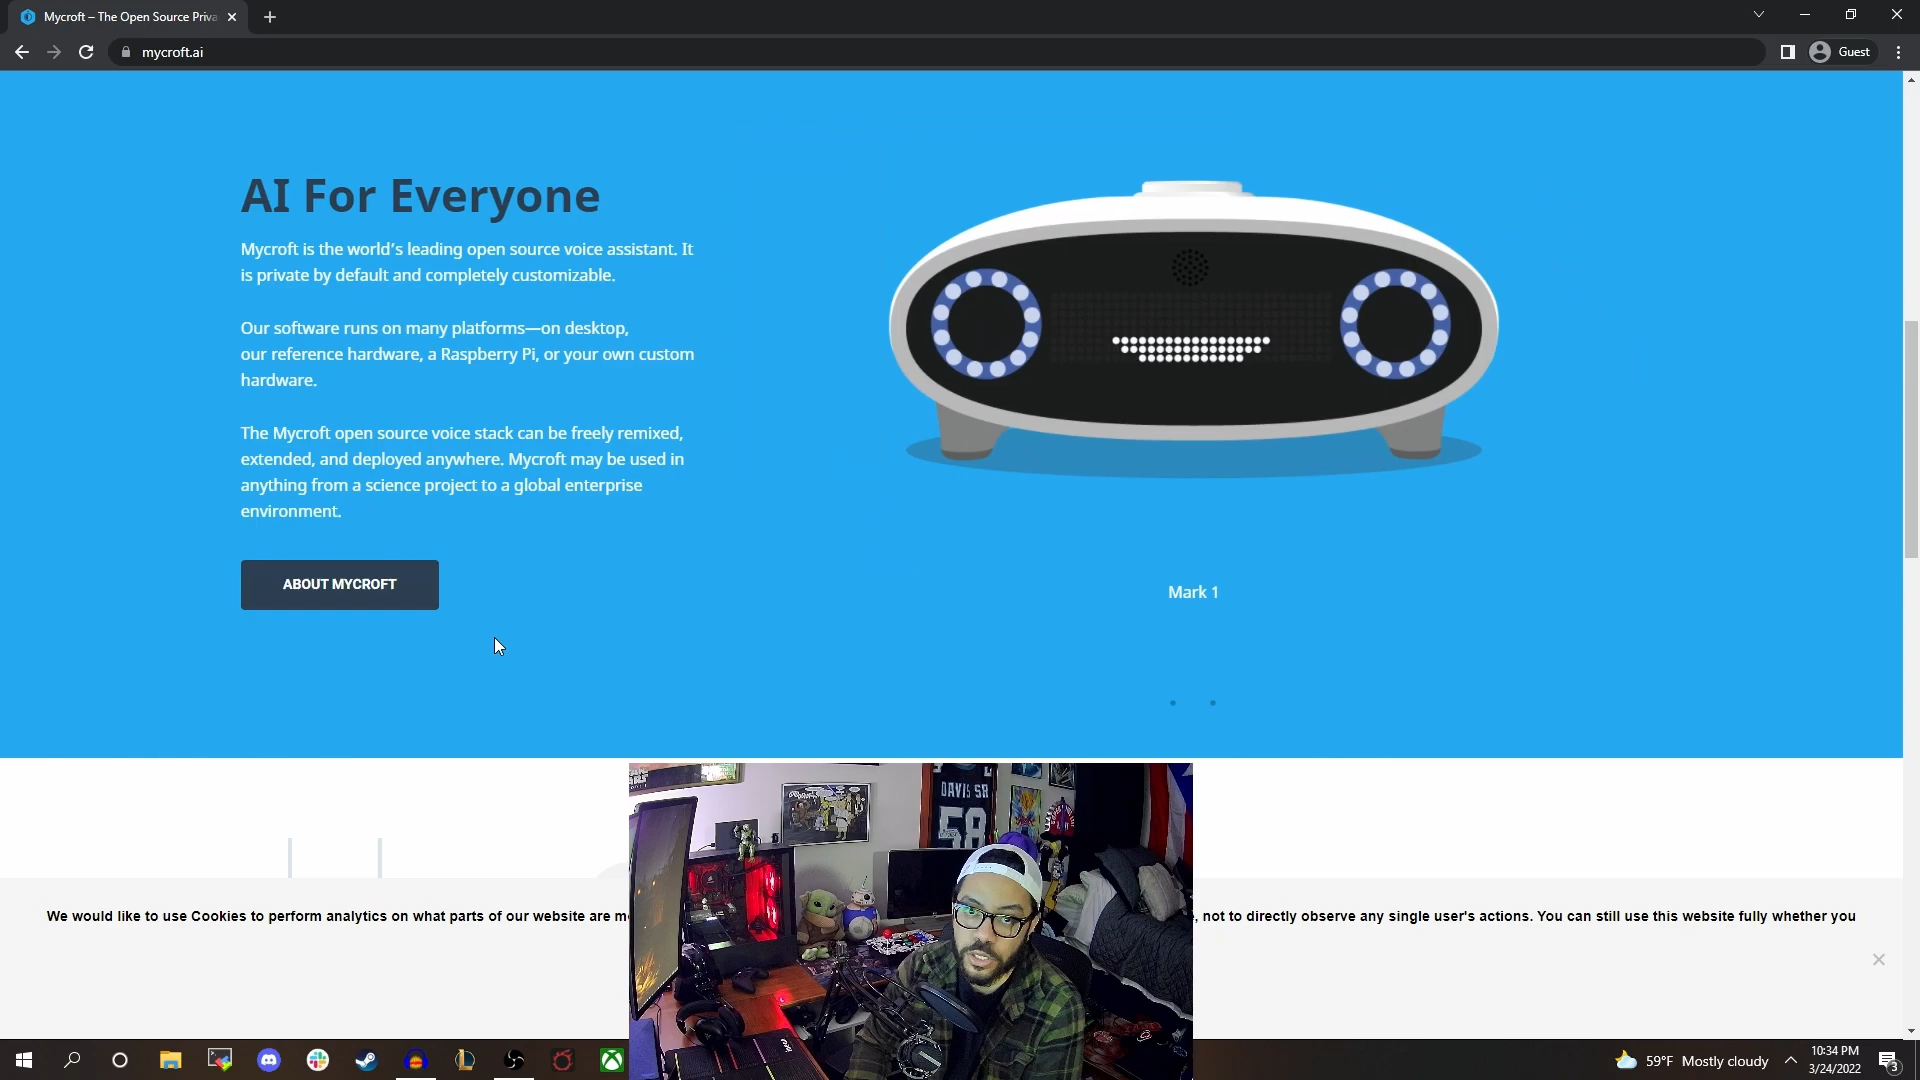 Mycroft – The Open Source Priva
mycroft.ai
Guest
AI For Everyone
Mycroft is the world's leading open source voice assistant. It
is private by default and completely customizable.
Our software runs on many platforms—on desktop,
our reference hardware, a Raspberry Pi, or your own custom
hardware.
The Mycroft open source voice stack can be freely remixed,
extended, and deployed anywhere. Mycroft may be used in
anything from a science project to a global enterprise
environment.
ABOUT MYCROFT
Mark 1
DAVIS SR
58
We would like to use Cookies to perform analytics on what parts of our website are
, not to directly observe any single user's actions. You can still use this website fully whether you
59°F Mostly cloudy
10:34 PM
3/24/2022
3